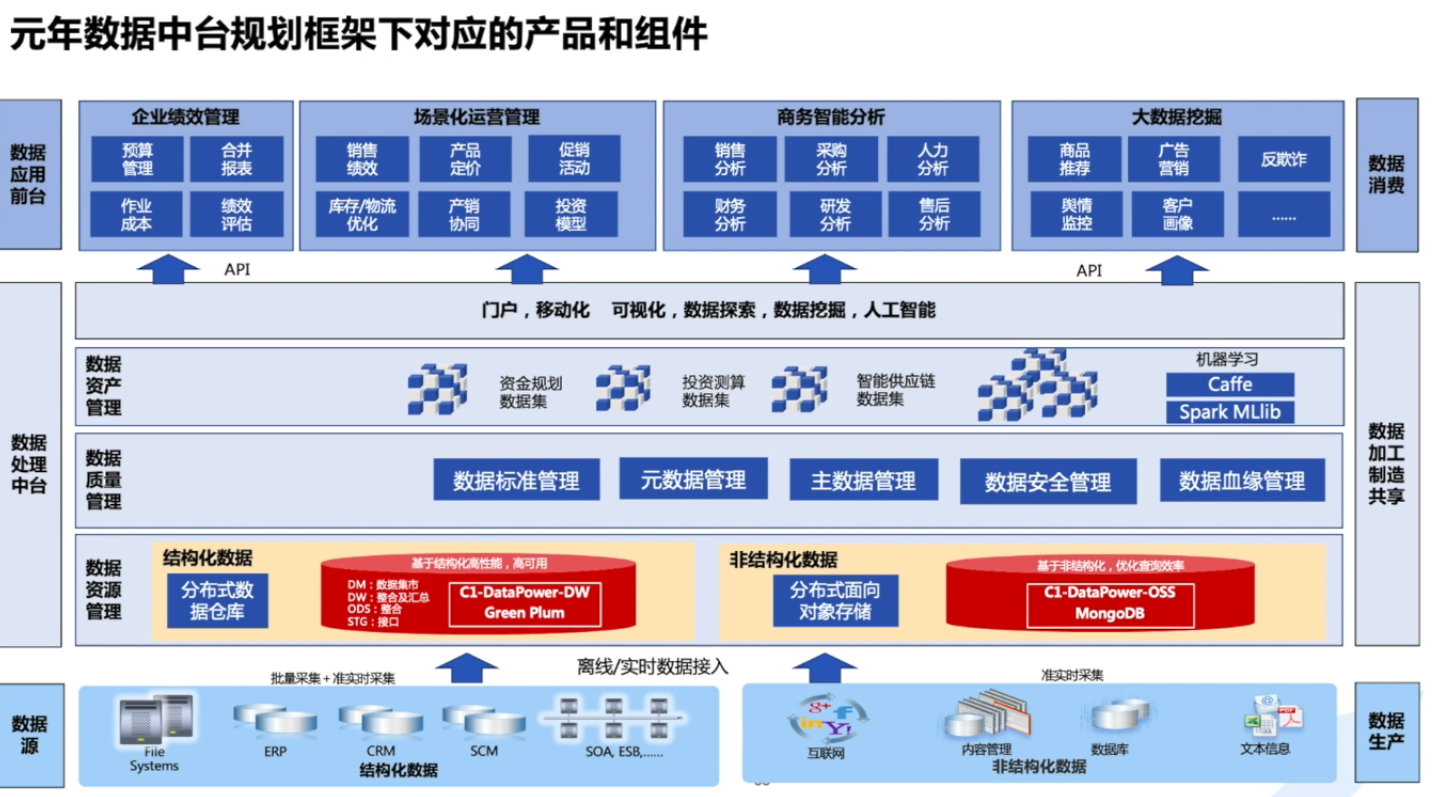 元年数据中台规划框架下对应的产品和组件
数据
应用
前台
企业绩效管理
预算
管理
合并
报表
作业
成本
绩效
评估
场景化运营管理
销售
绩效
产品
定价
促销
活动
库存/物流
优化
产销
协同
投资
模型
商务智能分析
销售
分析
采购
分析
人力
分析
财务
分析
研发
分析
售后
分析
大数据挖掘
商品
推荐
广告
营销
反欺诈
舆情
监控
客户
画像
......
数据
消费
API
API
数据
处理
中台
门户，移动化 可视化，数据探索，数据挖掘，人工智能
数据
资产
管理
资金规划
数据集
投资测算
数据集
智能供应链
数据集
机器学习
Caffe
Spark MLlib
数据
质量
管理
数据标准管理
元数据管理
主数据管理
数据安全管理
数据血缘管理
数据
资源
管理
结构化数据
分布式数
据仓库
基于结构化高性能，高可用
DM：数据集市
DW：整合及汇总
ODS：整合
STG：接口
C1-DataPower-DW
Green Plum
非结构化数据
分布式面向
对象存储
基于非结构化，优化查询效率
C1-DataPower-OSS
MongoDB
数据
加工
制造
共享
批量采集+准实时采集
离线/实时数据接入
准实时采集
数据
源
File
Systems
ERP
CRM
SCM
SOA, ESB,......
结构化数据
g+
f
in
Y!
互联网
内容管理
数据库
PDF
文本信息
非结构化数据
数据
生产